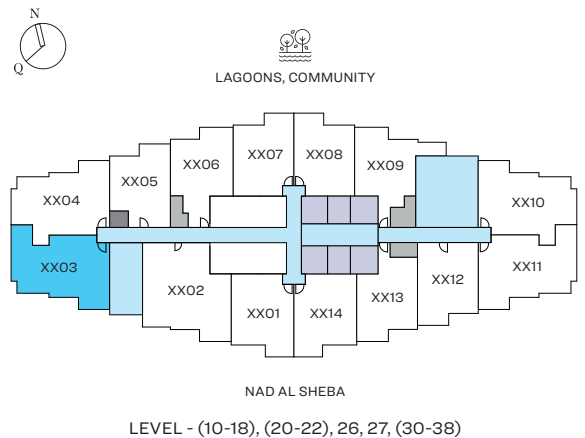 N
Q
LAGOONS, COMMUNITY
XX07
XX08
XX06
XX09
XX05
XX04
XX10
XX03
XX11
XX02
XX12
XX13
XX01
XX14
NAD AL SHEBA
LEVEL - (10-18), (20-22), 26, 27, (30-38)